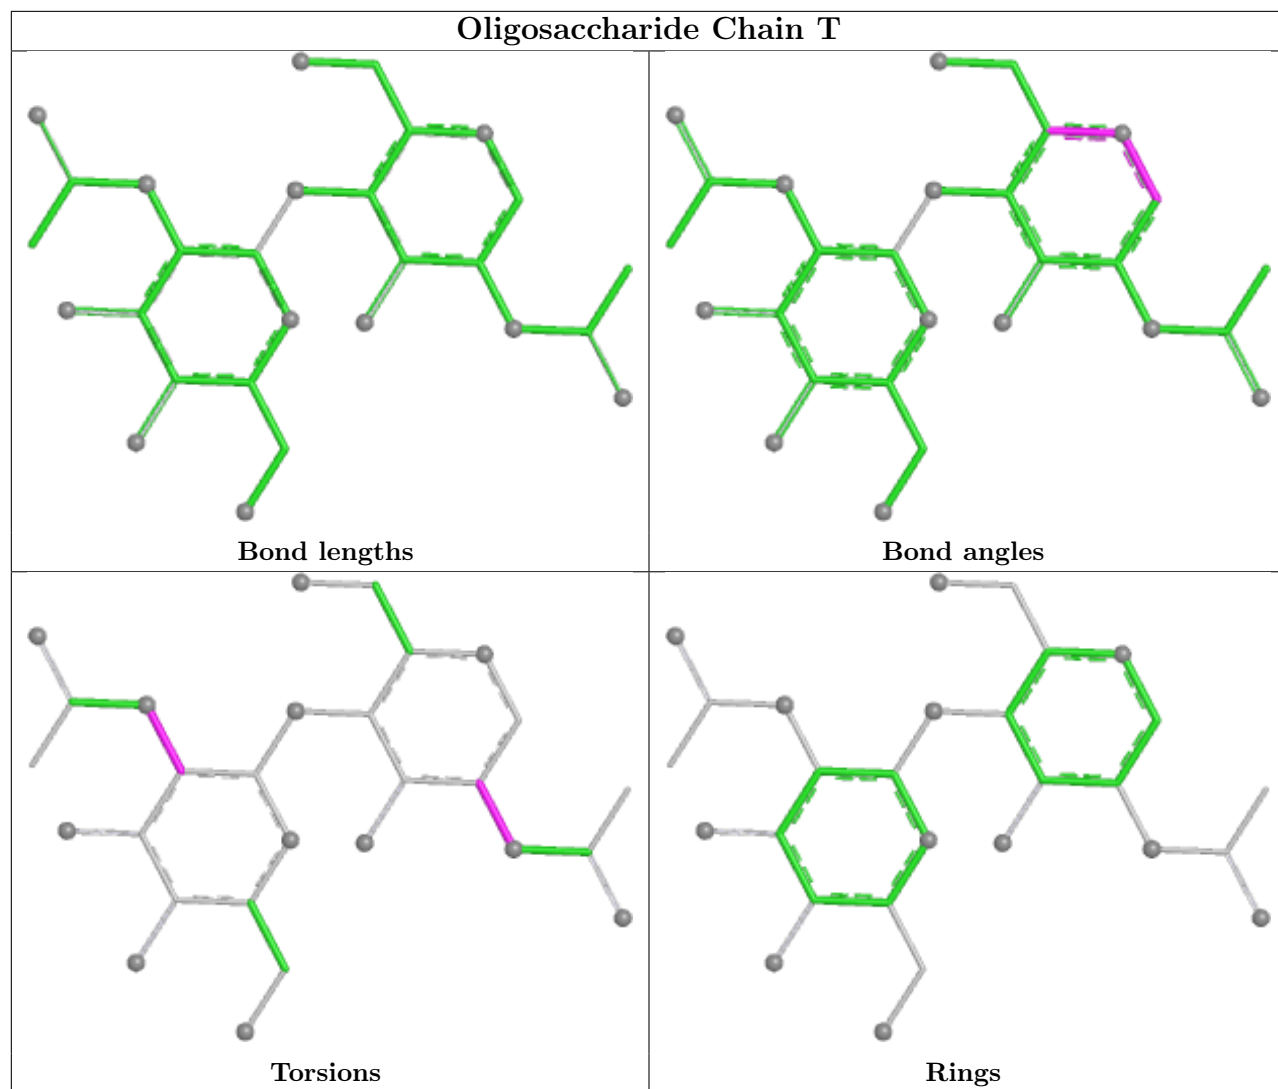 Oligosaccharide Chain T
Bond lengths
Bond angles
Torsions
Rings